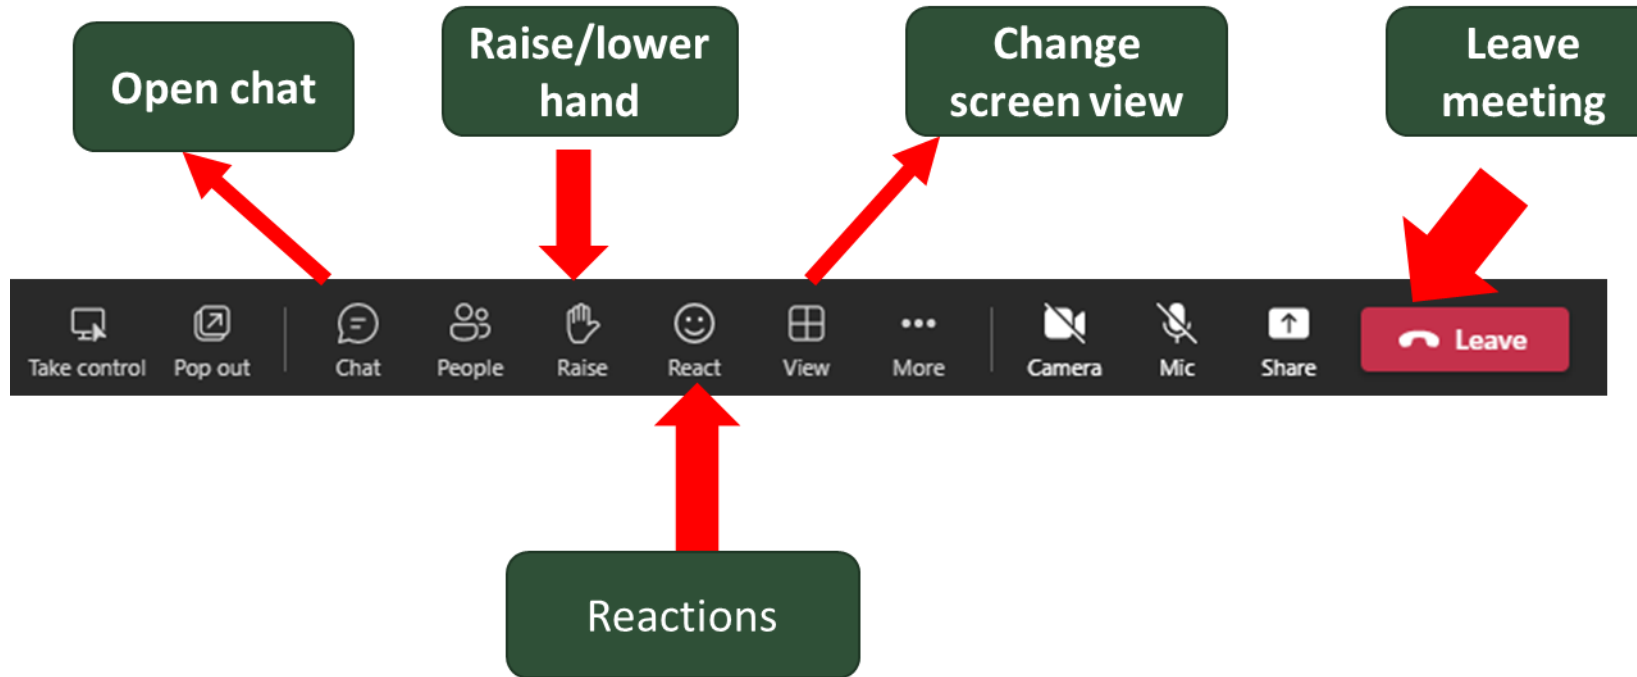 Open chat
Raise/lower
hand
Change
screen view
Leave
meeting
Take control
Pop out
Chat
People
Raise
React
View
More
Camera
Mic
Share
Leave
Reactions